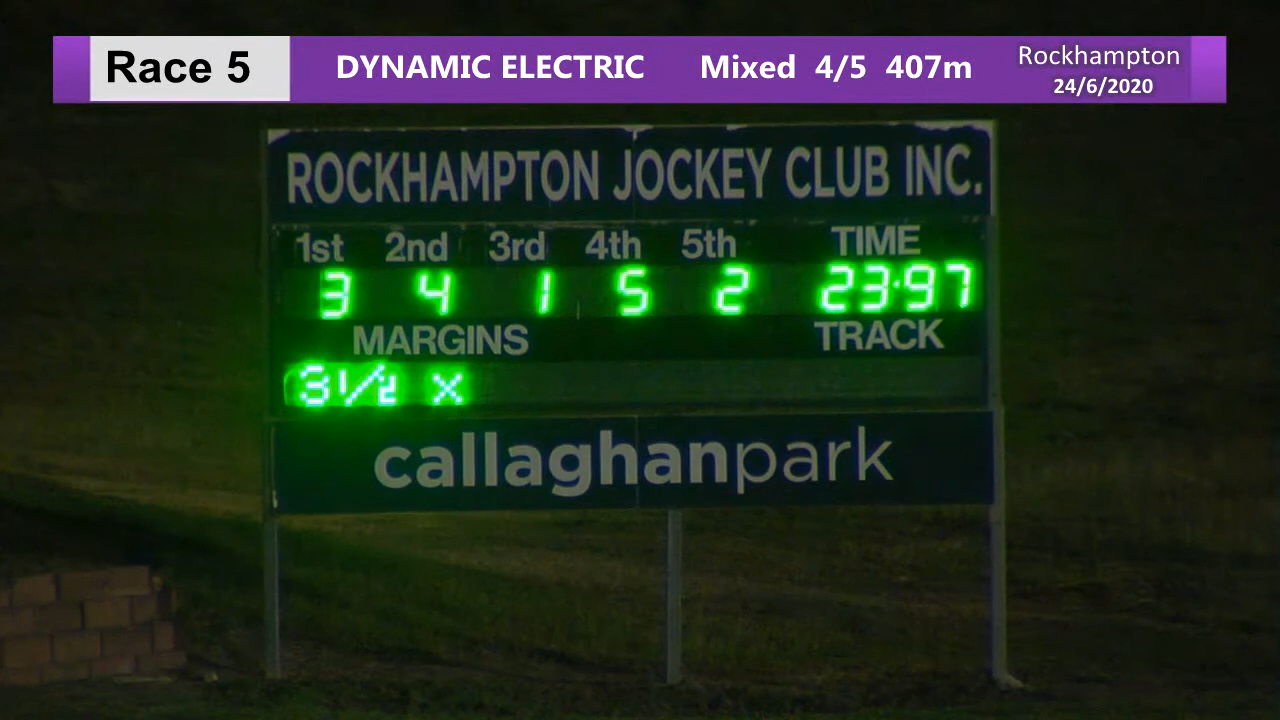 Race 5 DYNAMIC ELECTRIC Mixed 4/5 407m Rockhampton
24/6/2020
ROCKHAMPTON JOCKEY CLUB INC.
1st 2nd 3rd 4th 5th TIME
3 4 1 5 2 23·97
MARGINS TRACK
3 1/2 X
callaghanpark